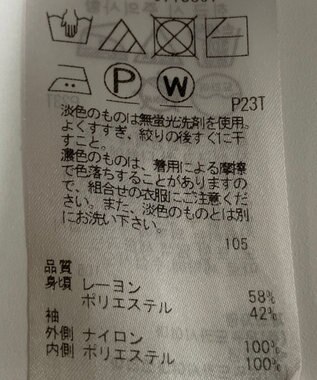 P W
P23T
淡色のものは無蛍光洗剤を使用。
よくすすぎ、絞りの後すぐに干
すこと。
濃色のものは、着用による摩擦
で色落ちすることがありますの
で、組合せの衣服にご注意くだ
さい。また、淡色のものとは別
にお洗い下さい。
105
品質
身頃 レーヨン 58%
ポリエステル 42%
袖
外側 ナイロン 100%
内側 ポリエステル 100%